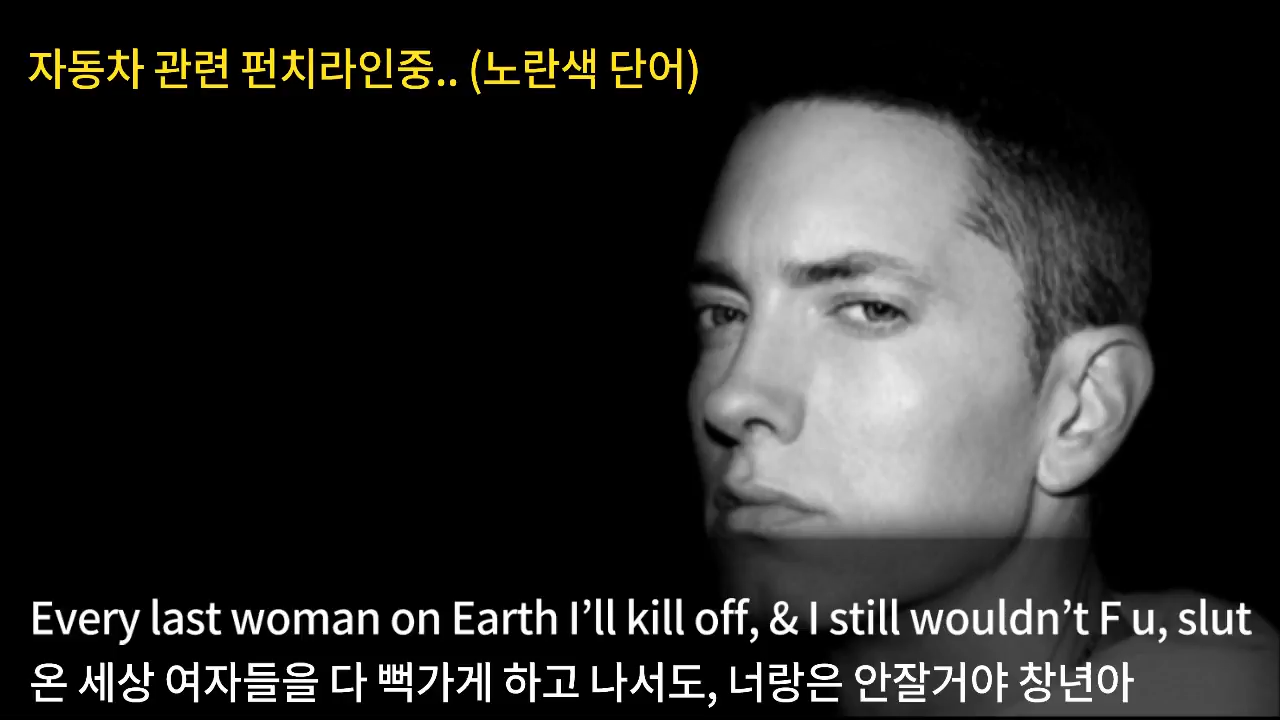 자동차 관련 펀치라인중.. (노란색 단어)
Every last woman on Earth I’ll kill off, & I still wouldn’t F u, slut
온 세상 여자들을 다 뻑가게 하고 나서도, 너랑은 안잘거야 창년아